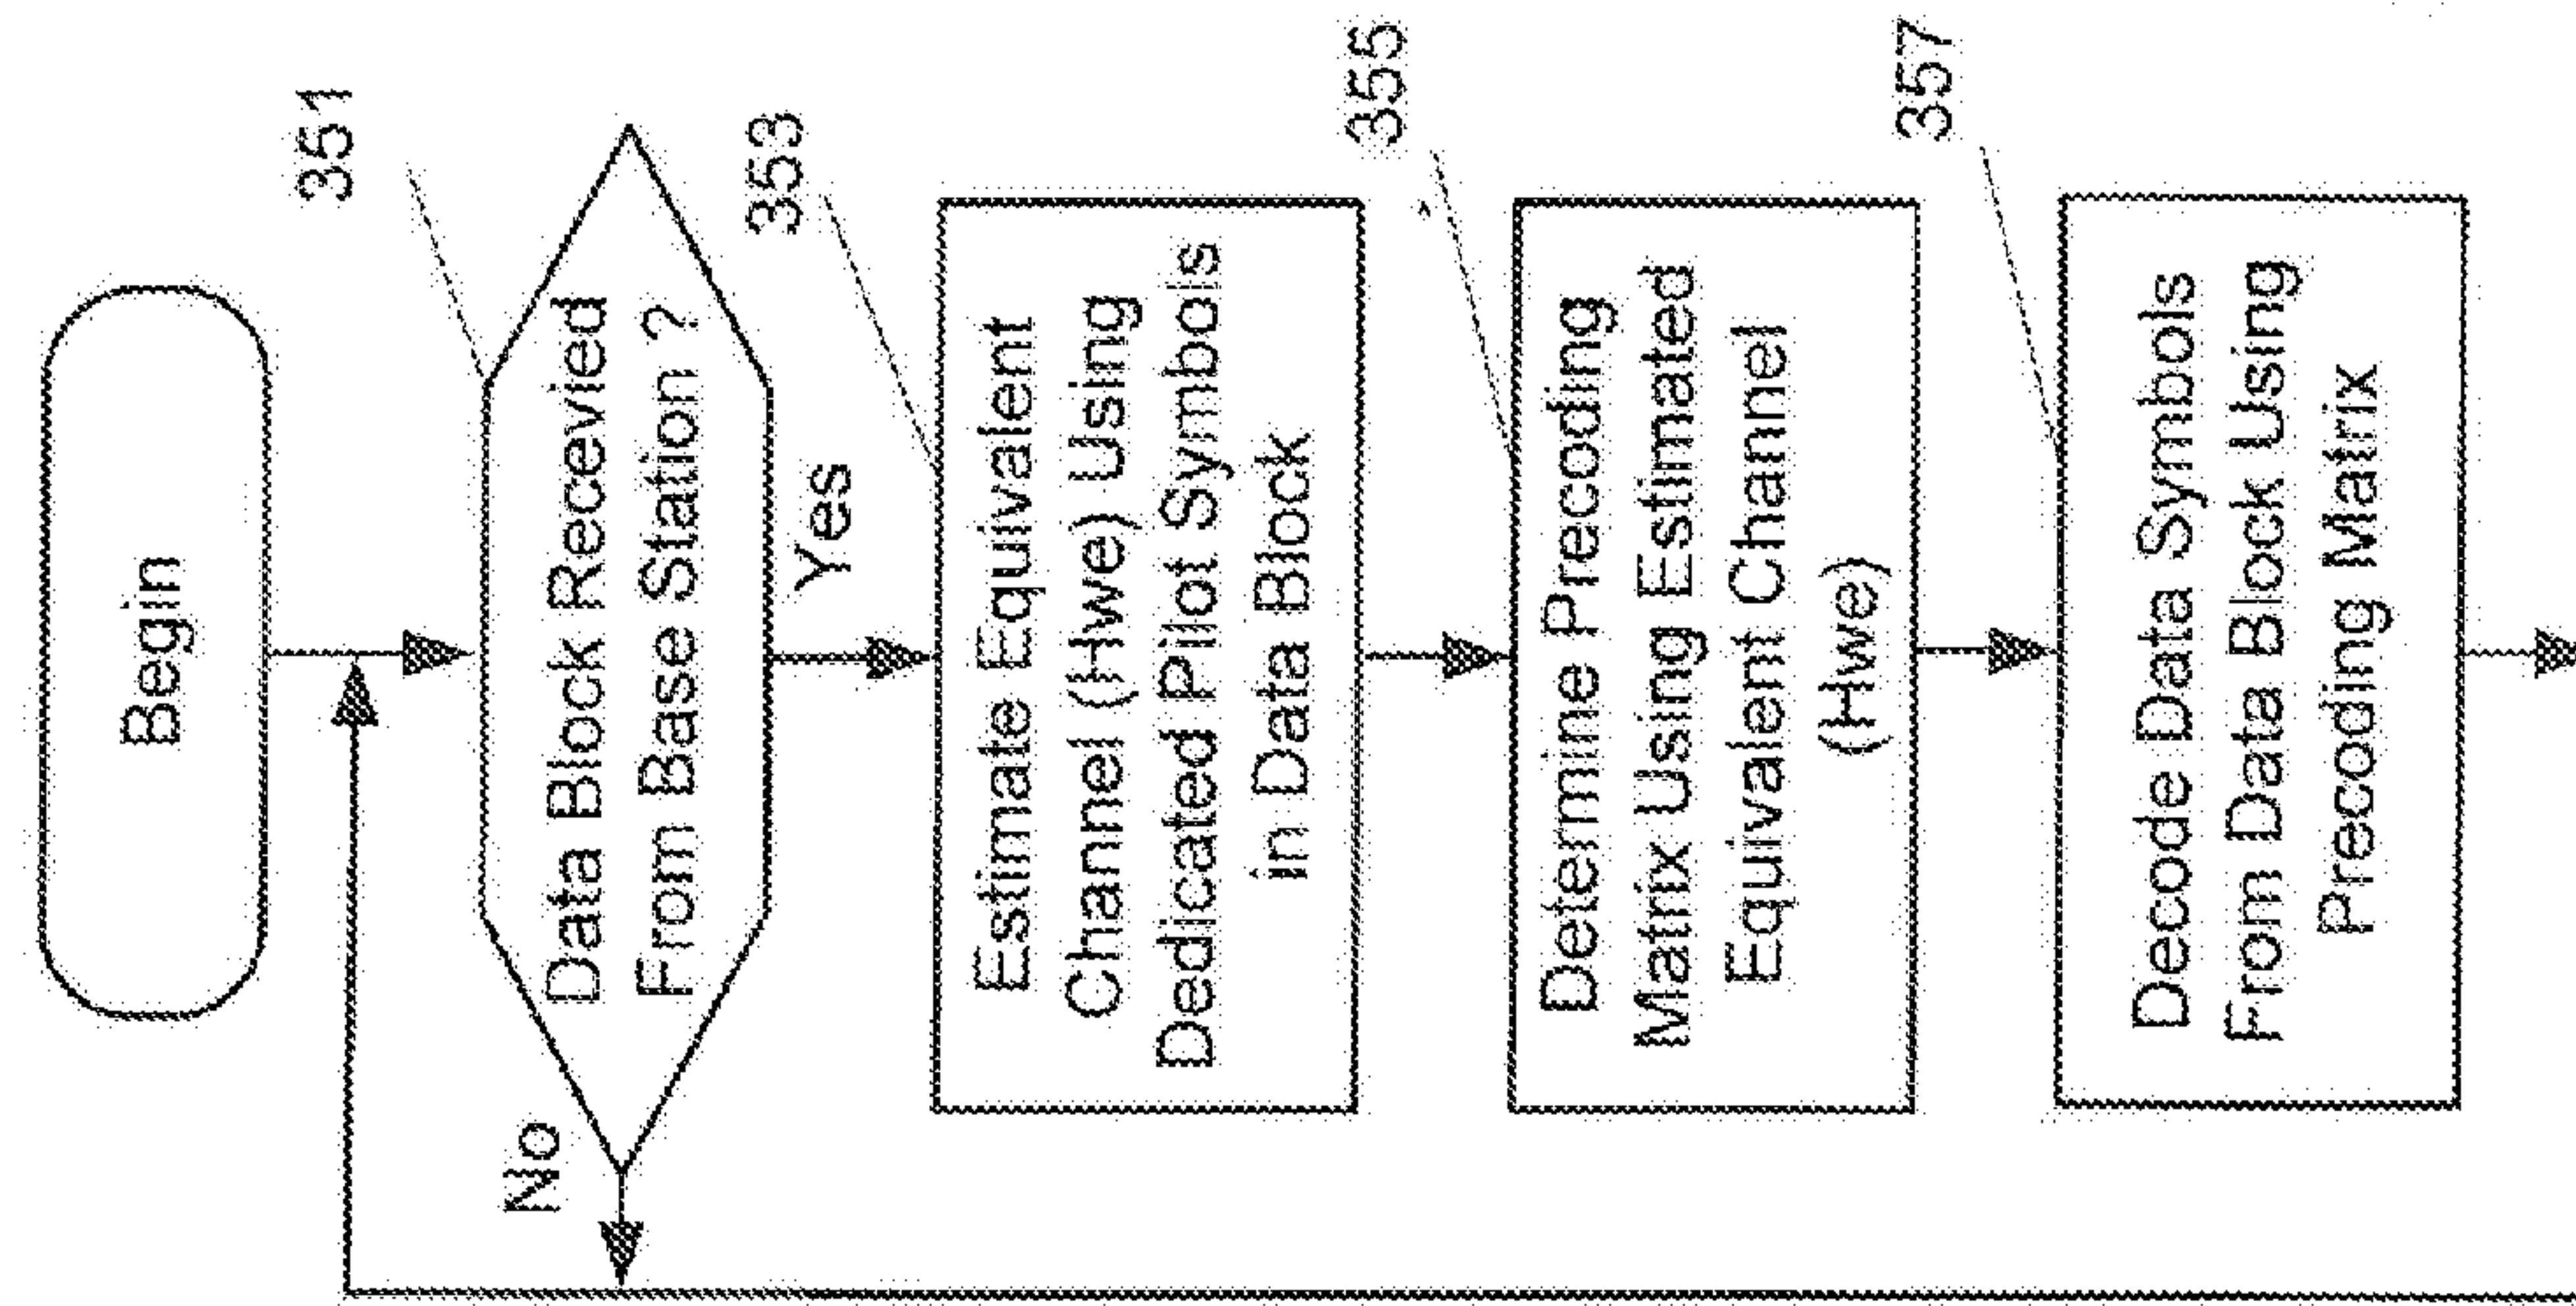 Begin
351
Data Block Recevied
From Base Station ?
No
Yes
353
Estimate Equivalent
Channel (Hwe) Using
Dedicated Pilot Symbols
in Data Block
355
Determine Precoding
Matrix Using Estimated
Equivalent Channel
(Hwe)
357
Decode Data Symbols
From Data Block Using
Precoding Matrix